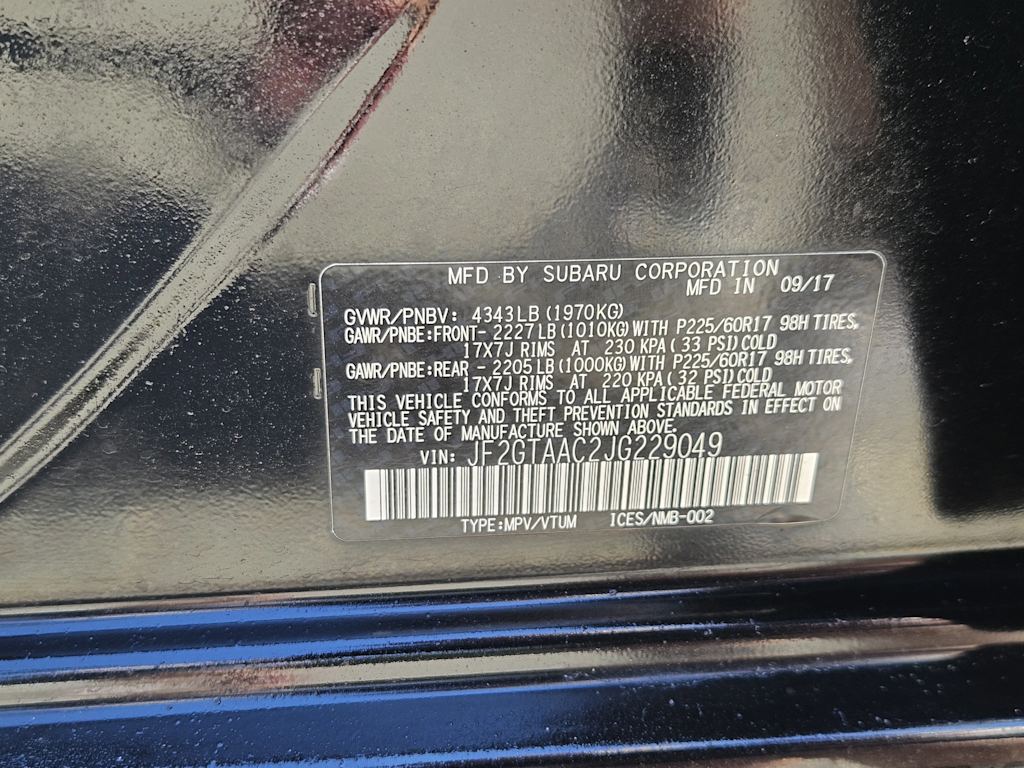 MFD BY SUBARU CORPORATION
MFD IN 09/17
GVWR/PNBV: 4343LB(1970KG)
GAWR/PNBE:FRONT- 2227LB(1010KG)WITH P225/60R17 98H TIRES,
17X7J RIMS AT 230 KPA( 33 PSI)COLD
GAWR/PNBE:REAR - 2205LB(1000KG)WITH P225/60R17 98H TIRES,
17X7J RIMS AT 220 KPA( 32 PSI)COLD
THIS VEHICLE CONFORMS TO ALL APPLICABLE FEDERAL MOTOR
VEHICLE SAFETY AND THEFT PREVENTION STANDARDS IN EFFECT ON
THE DATE OF MANUFACTURE SHOWN ABOVE.
VIN: JF2GTAAC2JG229049
TYPE:MPV/VTUM ICES/NMB-002